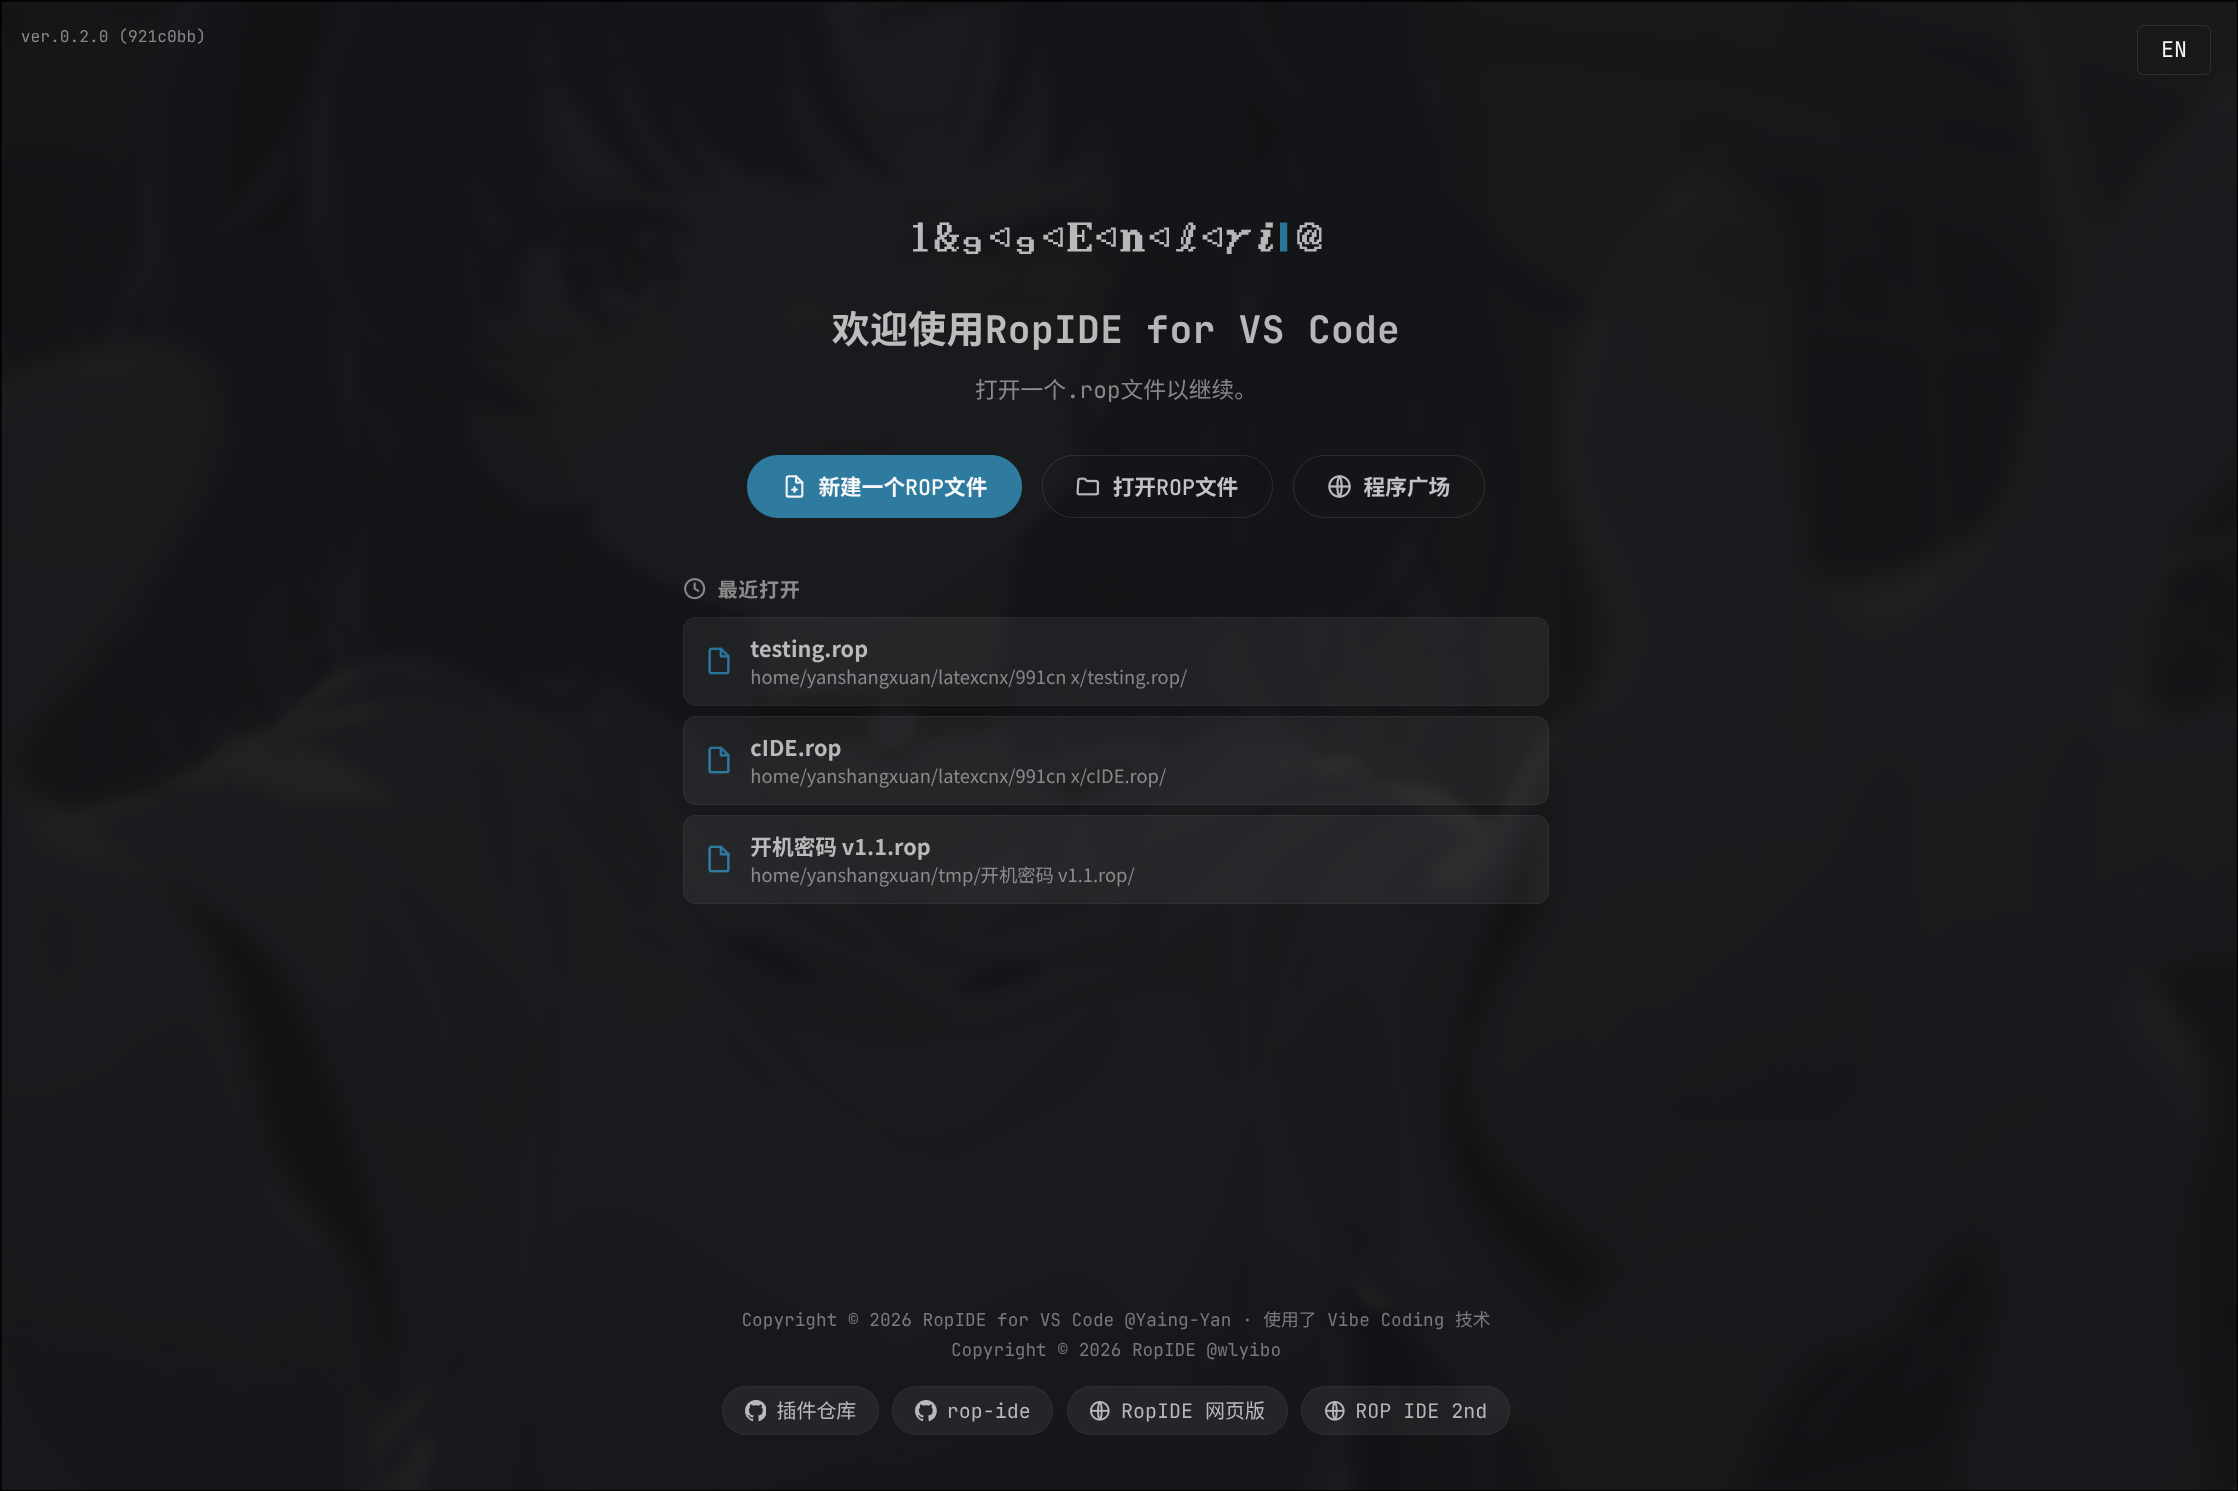 ver.0.2.0 (921c0bb)
EN
1&₉◁₉◁E◁n◁ℓ◁r i@
欢迎使用RopIDE for VS Code
打开一个.rop文件以继续。
新建一个ROP文件
打开ROP文件
程序广场
最近打开
testing.rop
home/yanshangxuan/latexcnx/991cn x/testing.rop/
cIDE.rop
home/yanshangxuan/latexcnx/991cn x/cIDE.rop/
开机密码 v1.1.rop
home/yanshangxuan/tmp/开机密码 v1.1.rop/
Copyright © 2026 RopIDE for VS Code @Yaing-Yan · 使用了 Vibe Coding 技术
Copyright © 2026 RopIDE @wlyibo
插件仓库
rop-ide
RopIDE 网页版
ROP IDE 2nd